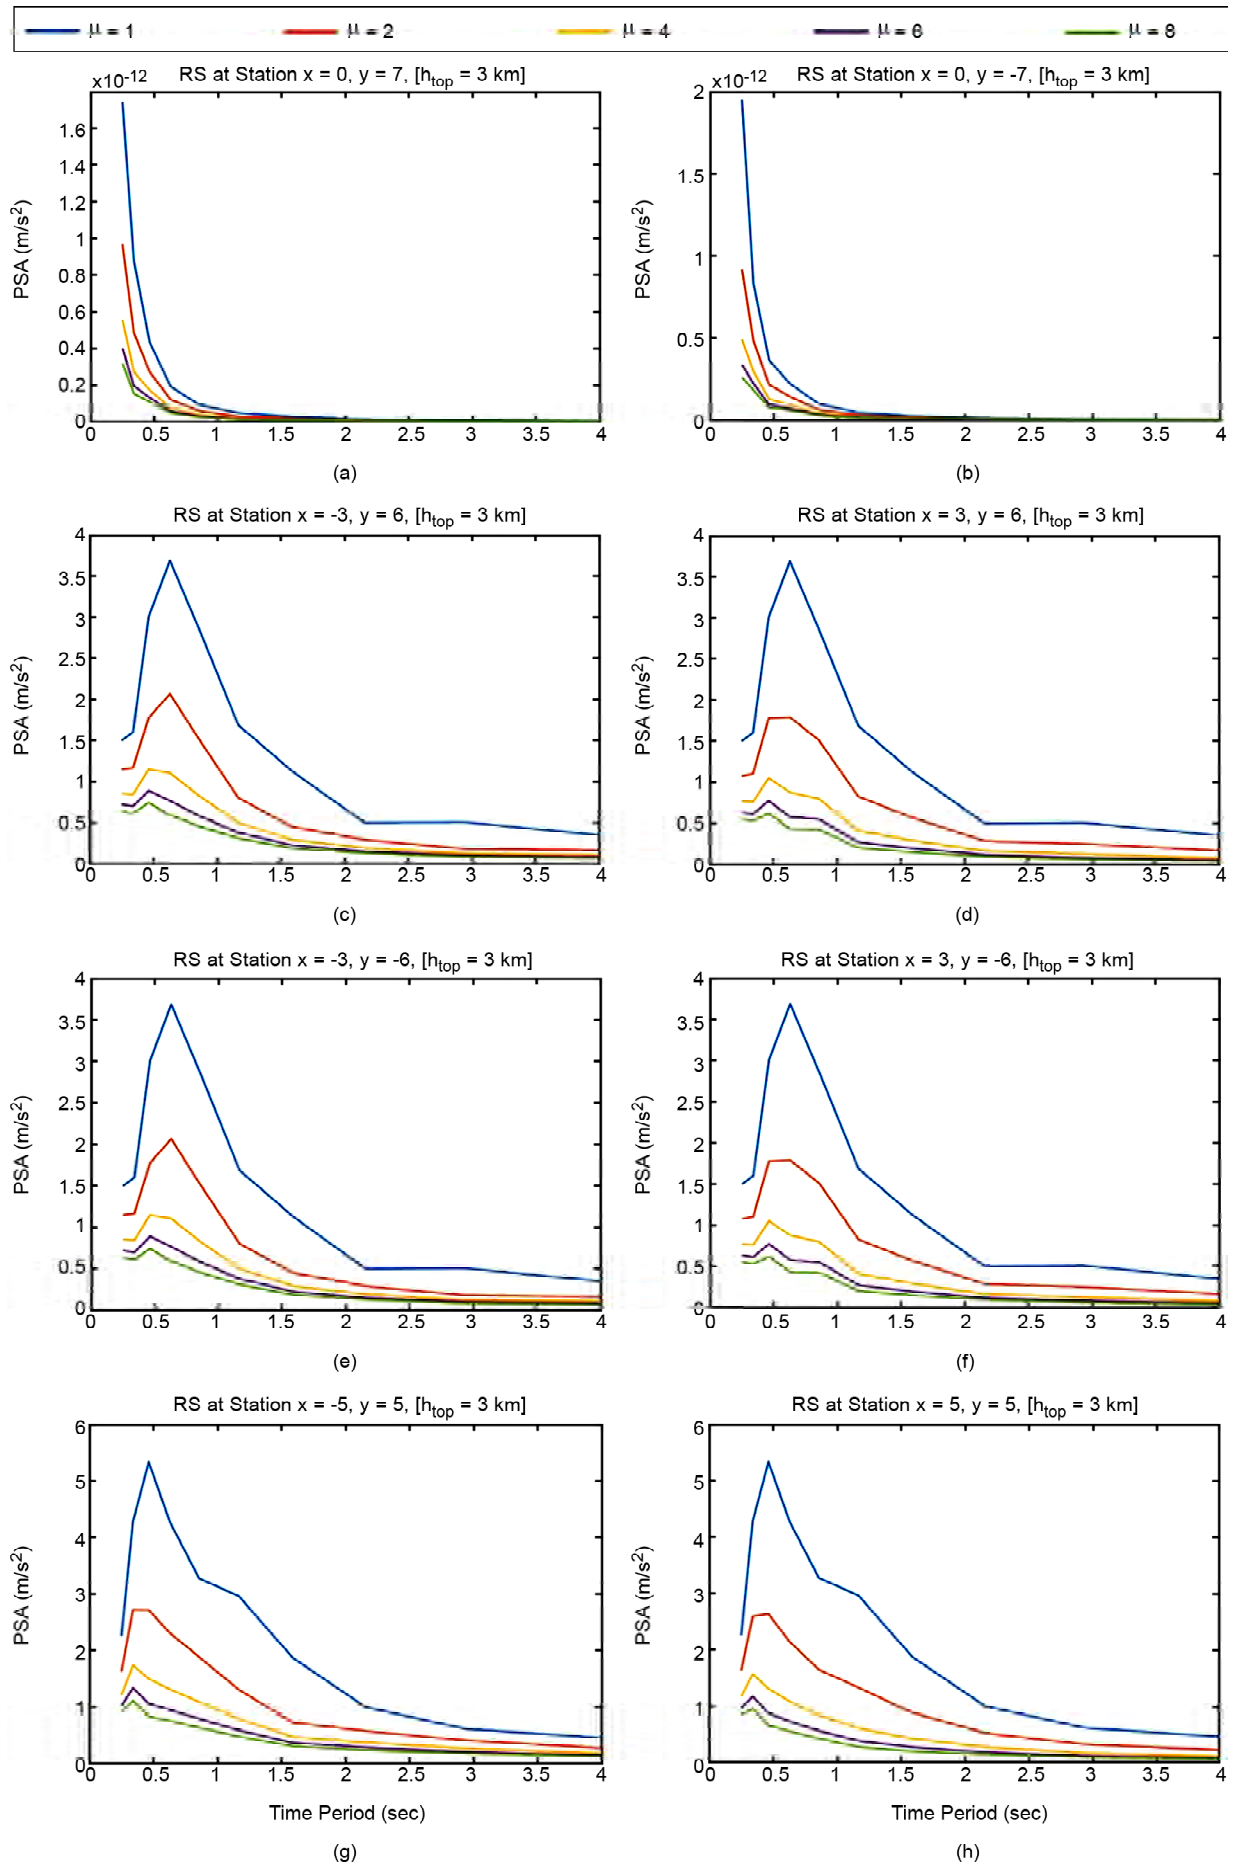 μ = 1 μ = 2 μ = 4 μ = 6 μ = 8
RS at Station x = 0, y = 7, [h_top = 3 km]
x10-12
PSA (m/s²)
1.6
1.4
1.2
1
0.8
0.6
0.4
0.2
0
0 0.5 1 1.5 2 2.5 3 3.5 4
(a)
RS at Station x = 0, y = -7, [h_top = 3 km]
x10-12
PSA (m/s²)
2
1.5
1
0.5
0
0 0.5 1 1.5 2 2.5 3 3.5 4
(b)
RS at Station x = -3, y = 6, [h_top = 3 km]
PSA (m/s²)
4
3.5
3
2.5
2
1.5
1
0.5
0
0 0.5 1 1.5 2 2.5 3 3.5 4
(c)
RS at Station x = 3, y = 6, [h_top = 3 km]
PSA (m/s²)
4
3.5
3
2.5
2
1.5
1
0.5
0
0 0.5 1 1.5 2 2.5 3 3.5 4
(d)
RS at Station x = -3, y = -6, [h_top = 3 km]
PSA (m/s²)
4
3.5
3
2.5
2
1.5
1
0.5
0
0 0.5 1 1.5 2 2.5 3 3.5 4
(e)
RS at Station x = 3, y = -6, [h_top = 3 km]
PSA (m/s²)
4
3.5
3
2.5
2
1.5
1
0.5
0
0 0.5 1 1.5 2 2.5 3 3.5 4
(f)
RS at Station x = -5, y = 5, [h_top = 3 km]
PSA (m/s²)
6
5
4
3
2
1
0
0 0.5 1 1.5 2 2.5 3 3.5 4
Time Period (sec)
(g)
RS at Station x = 5, y = 5, [h_top = 3 km]
PSA (m/s²)
6
5
4
3
2
1
0
0 0.5 1 1.5 2 2.5 3 3.5 4
Time Period (sec)
(h)